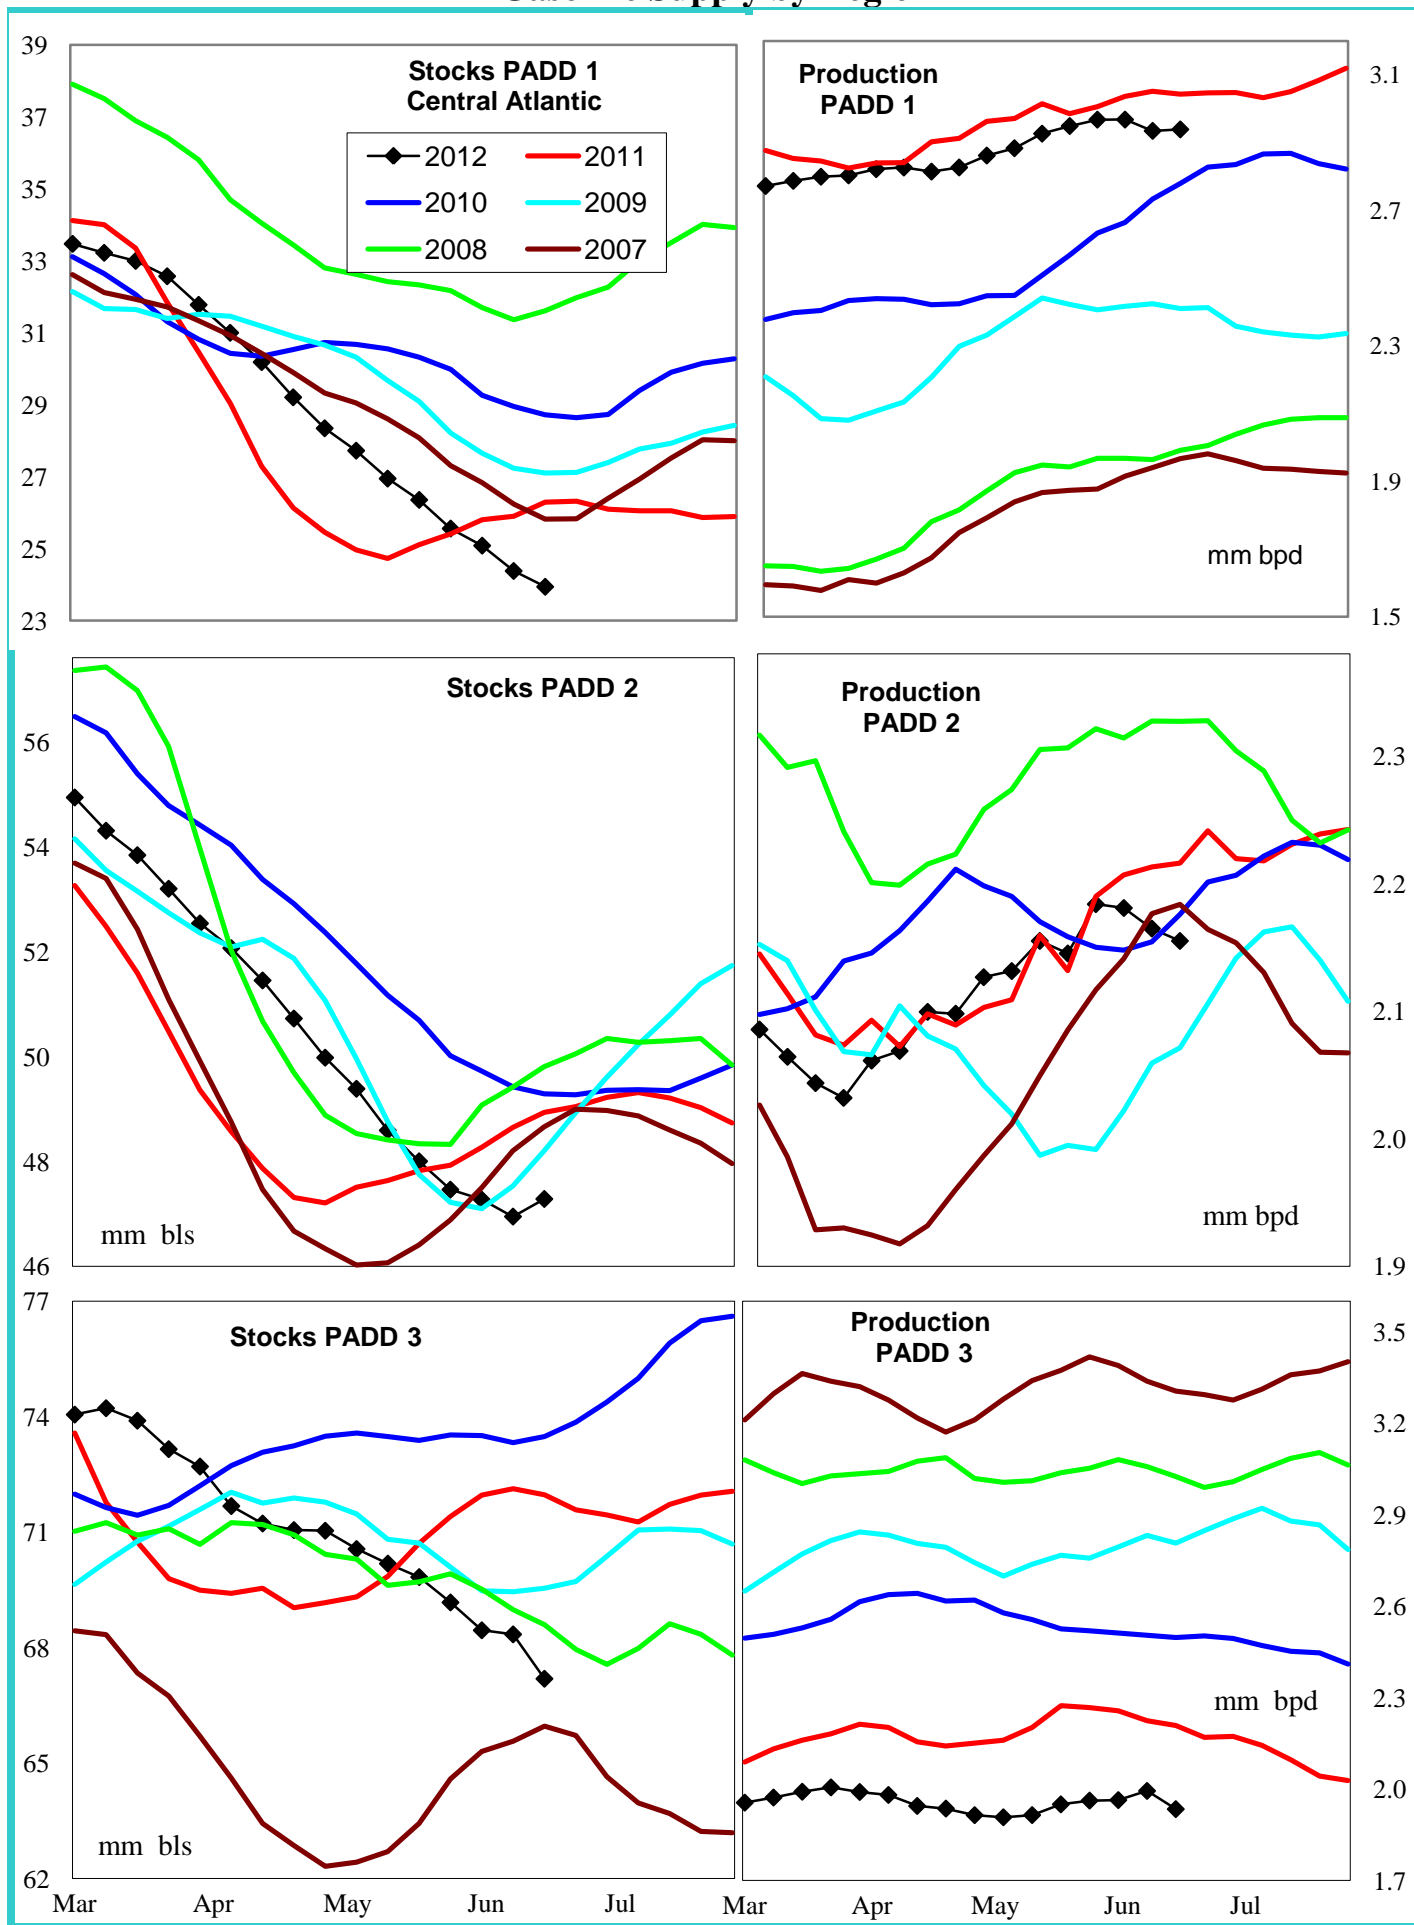 39
37
35
33
31
29
27
25
23
Stocks PADD 1
Central Atlantic
2012 2011
2010 2009
2008 2007
Production
PADD 1
mm bpd
3.1
2.7
2.3
1.9
1.5
56
54
52
50
48
46
Stocks PADD 2
mm bls
Production
PADD 2
mm bpd
2.3
2.2
2.1
2.0
1.9
77
74
71
68
65
62
Stocks PADD 3
mm bls
Mar Apr May Jun Jul
Production
PADD 3
mm bpd
3.5
3.2
2.9
2.6
2.3
2.0
1.7
Mar Apr May Jun Jul